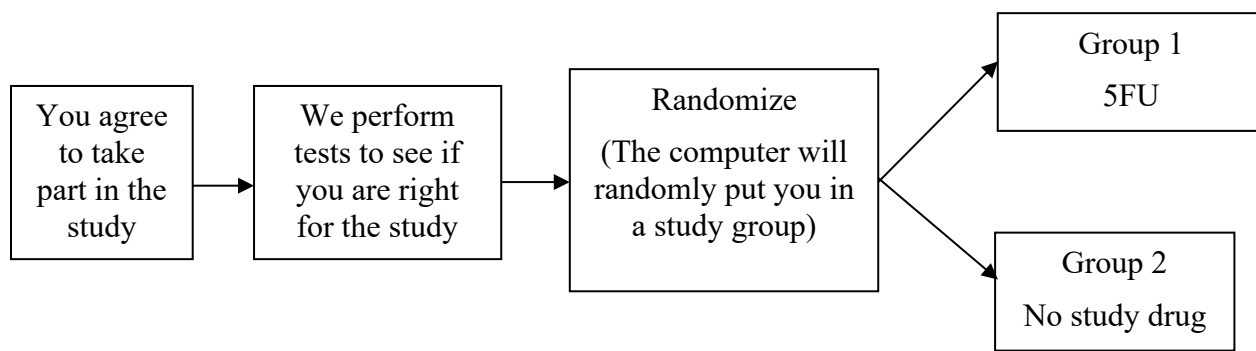 You agree
to take
part in the
study
We perform
tests to see if
you are right
for the study
Randomize
(The computer will
randomly put you in
a study group)
Group 1
5FU
Group 2
No study drug